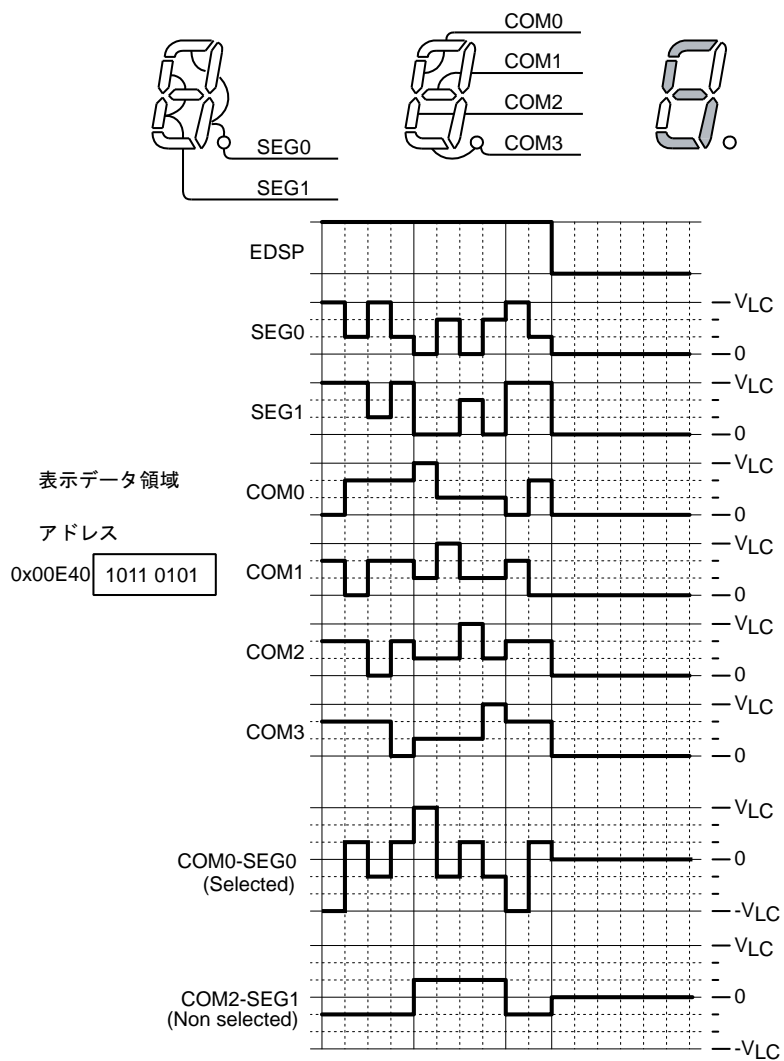 COM0
COM1
COM2
COM3
SEG0
SEG1
EDSP
VLC
SEG0
0
VLC
SEG1
0
表示データ領域
VLC
COM0
0
アドレス
0x00E40 1011 0101
VLC
COM1
0
VLC
COM2
0
VLC
COM3
0
VLC
COM0-SEG0
(Selected)
0
-VLC
VLC
COM2-SEG1
(Non selected)
0
-VLC